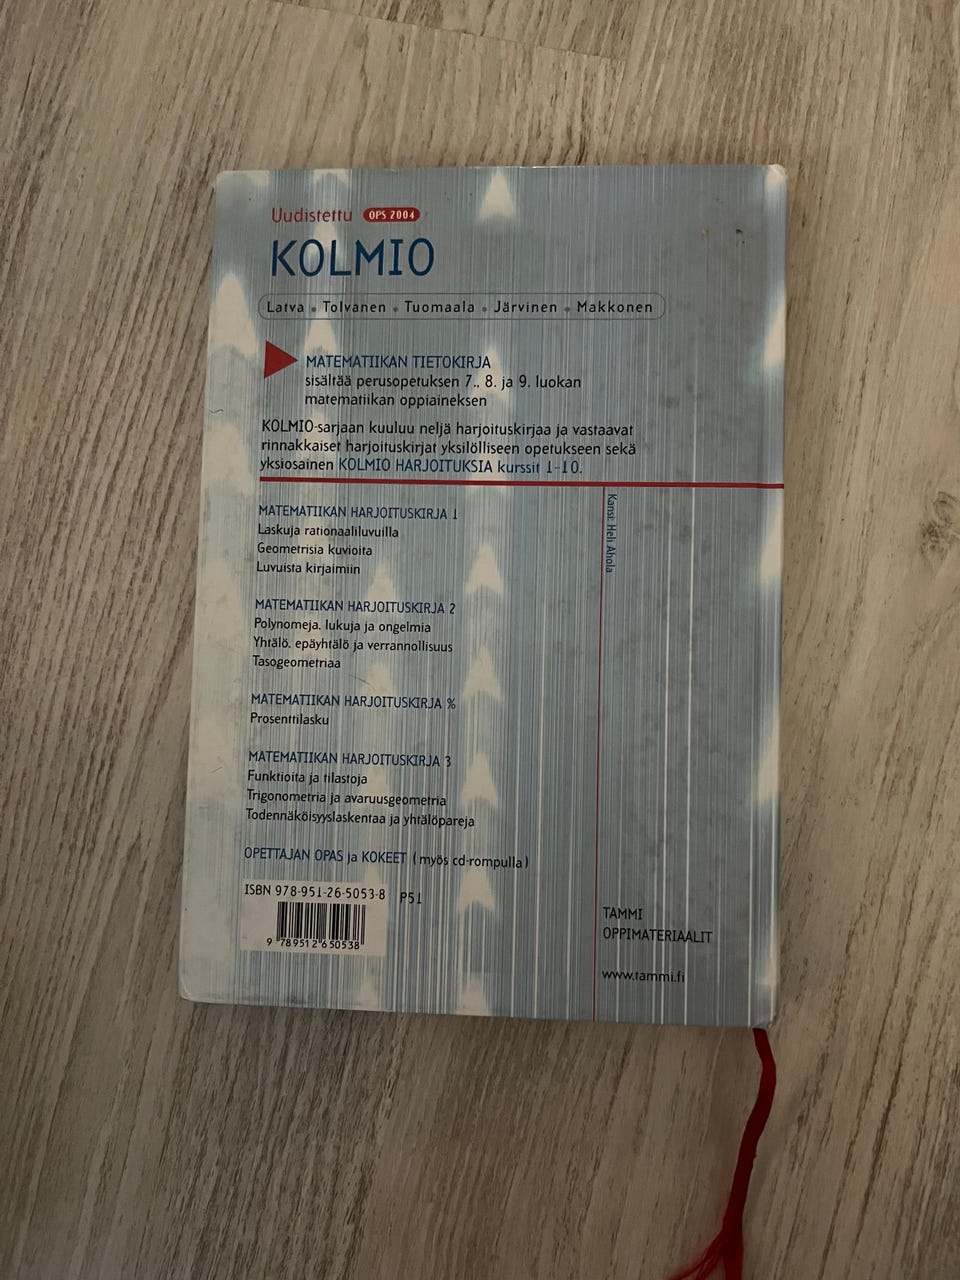 Uudistettu OPS 2004
KOLMIO
Latva • Tolvanen • Tuomaala • Järvinen • Makkonen
MATEMATIIKAN TIETOKIRJA
sisältää perusopetuksen 7., 8. ja 9. luokan
matematiikan oppiaineksen
KOLMIO-sarjaan kuuluu neljä harjoituskirjaa ja vastaavat
rinnakkaiset harjoituskirjat yksilölliseen opetukseen sekä
yksiosainen KOLMIO HARJOITUKSIA kurssit 1-10.
Kansi: Heli Ahola
MATEMATIIKAN HARJOITUSKIRJA 1
Laskuja rationaaliluvuilla
Geometrisia kuvioita
Luvuista kirjaimiin
MATEMATIIKAN HARJOITUSKIRJA 2
Polynomeja, lukuja ja ongelmia
Yhtälö, epäyhtälö ja verrannollisuus
Tasogeometriaa
MATEMATIIKAN HARJOITUSKIRJA %
Prosenttilasku
MATEMATIIKAN HARJOITUSKIRJA 3
Funktioita ja tilastoja
Trigonometria ja avaruusgeometria
Todennäköisyyslaskentaa ja yhtälöpareja
OPETTAJAN OPAS ja KOKEET (myös cd-rompulla)
ISBN 978-951-26-5053-8 P51
9 789512 650538
TAMMI
OPPIMATERIAALIT
www.tammi.fi